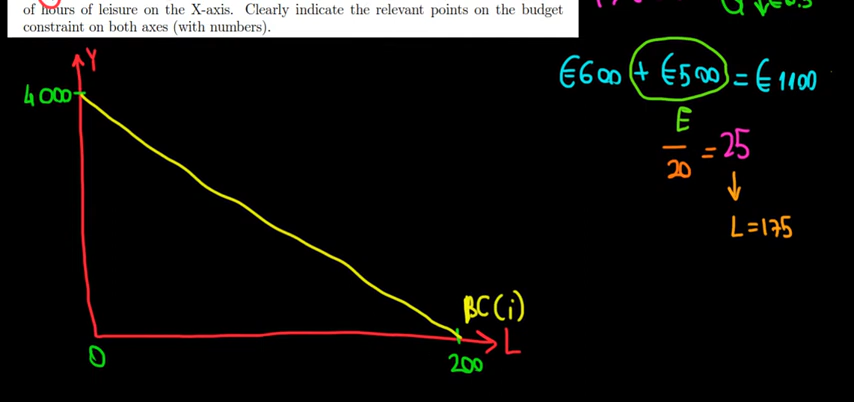 of hours of leisure on the X-axis. Clearly indicate the relevant points on the budget
constraint on both axes (with numbers).
Y
4000
€600 + €500 = €1100
E
— = 25
20
↓
L=175
BC(i)
L
0
200